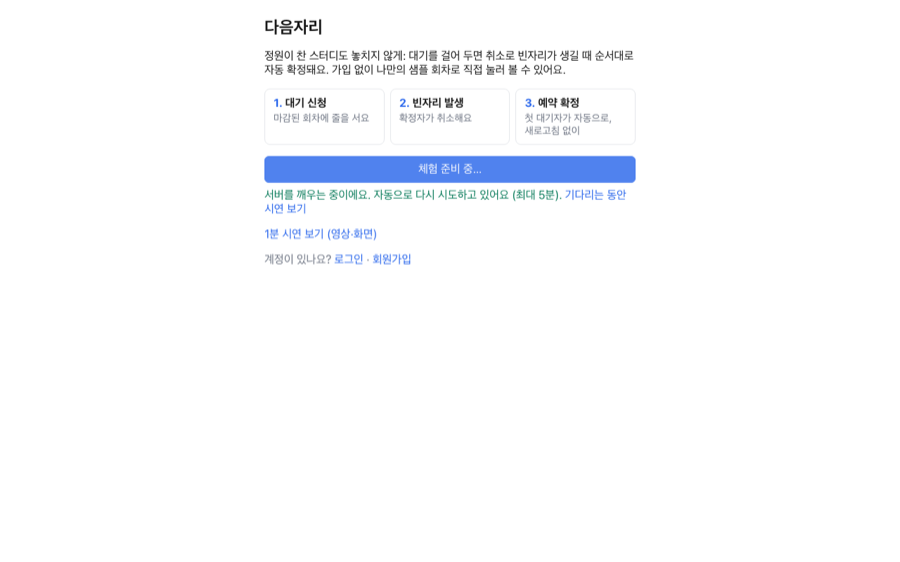 다음자리
정원이 찬 스터디도 놓치지 않게: 대기를 걸어 두면 취소로 빈자리가 생길 때 순서대로
자동 확정돼요. 가입 없이 나만의 샘플 회차로 직접 눌러 볼 수 있어요.
1. 대기 신청
마감된 회차에 줄을 서요
2. 빈자리 발생
확정자가 취소해요
3. 예약 확정
첫 대기자가 자동으로,
새로고침 없이
체험 준비 중…
서버를 깨우는 중이에요. 자동으로 다시 시도하고 있어요 (최대 5분). 기다리는 동안
시연 보기
1분 시연 보기 (영상·화면)
계정이 있나요? 로그인 · 회원가입